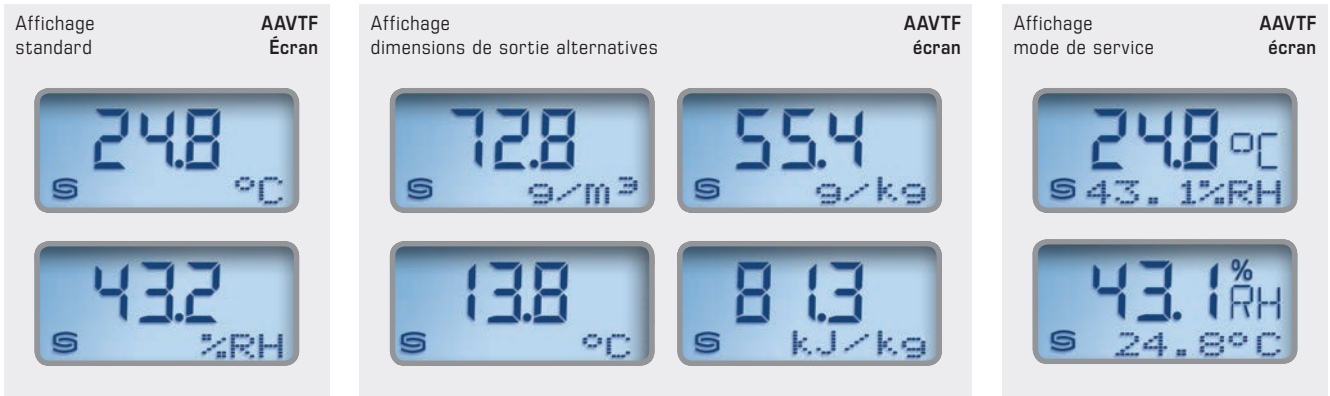 Affichage AAVTF
standard Écran
24.8
°C
43.2
%RH
Affichage AAVTF
dimensions de sortie alternatives écran
72.8
g/m³
55.4
g/kg
13.8
°C
81.3
kJ/kg
Affichage AAVTF
mode de service écran
24.8 °C
43.1%RH
43.1 % RH
24.8°C